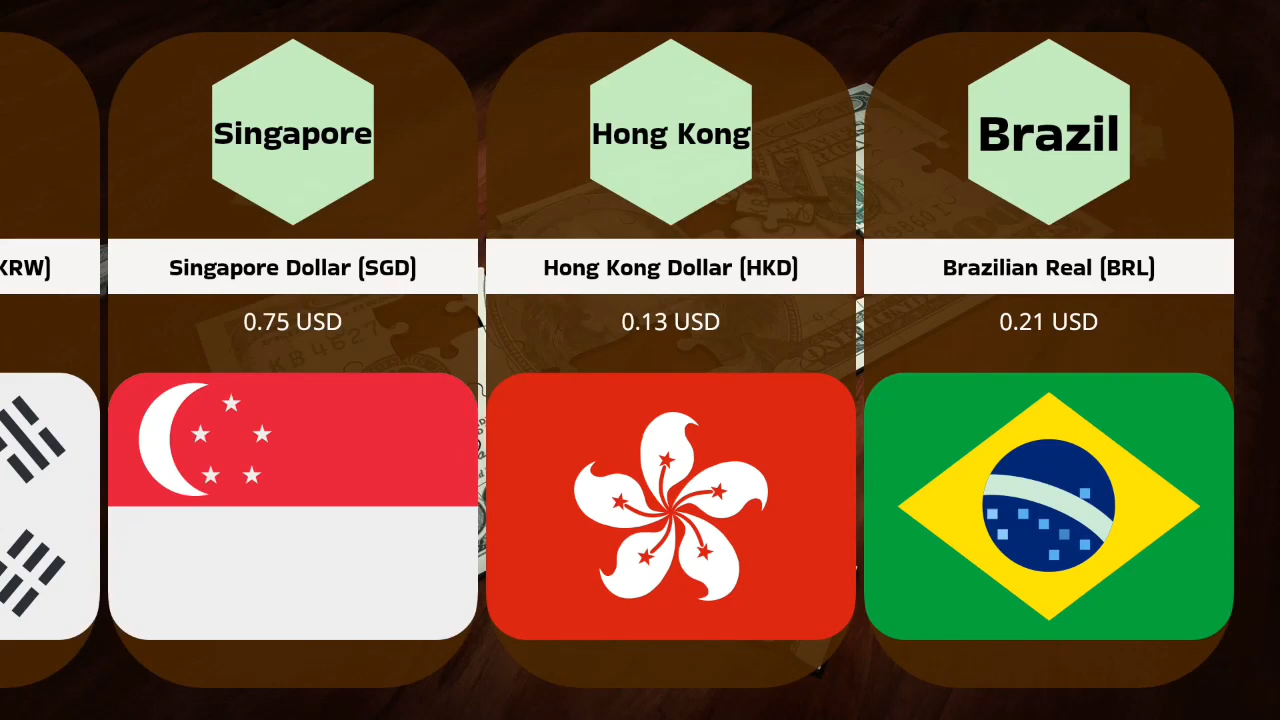 Singapore
Hong Kong
Brazil
KRW)
Singapore Dollar (SGD)
Hong Kong Dollar (HKD)
Brazilian Real (BRL)
0.75 USD
0.13 USD
0.21 USD